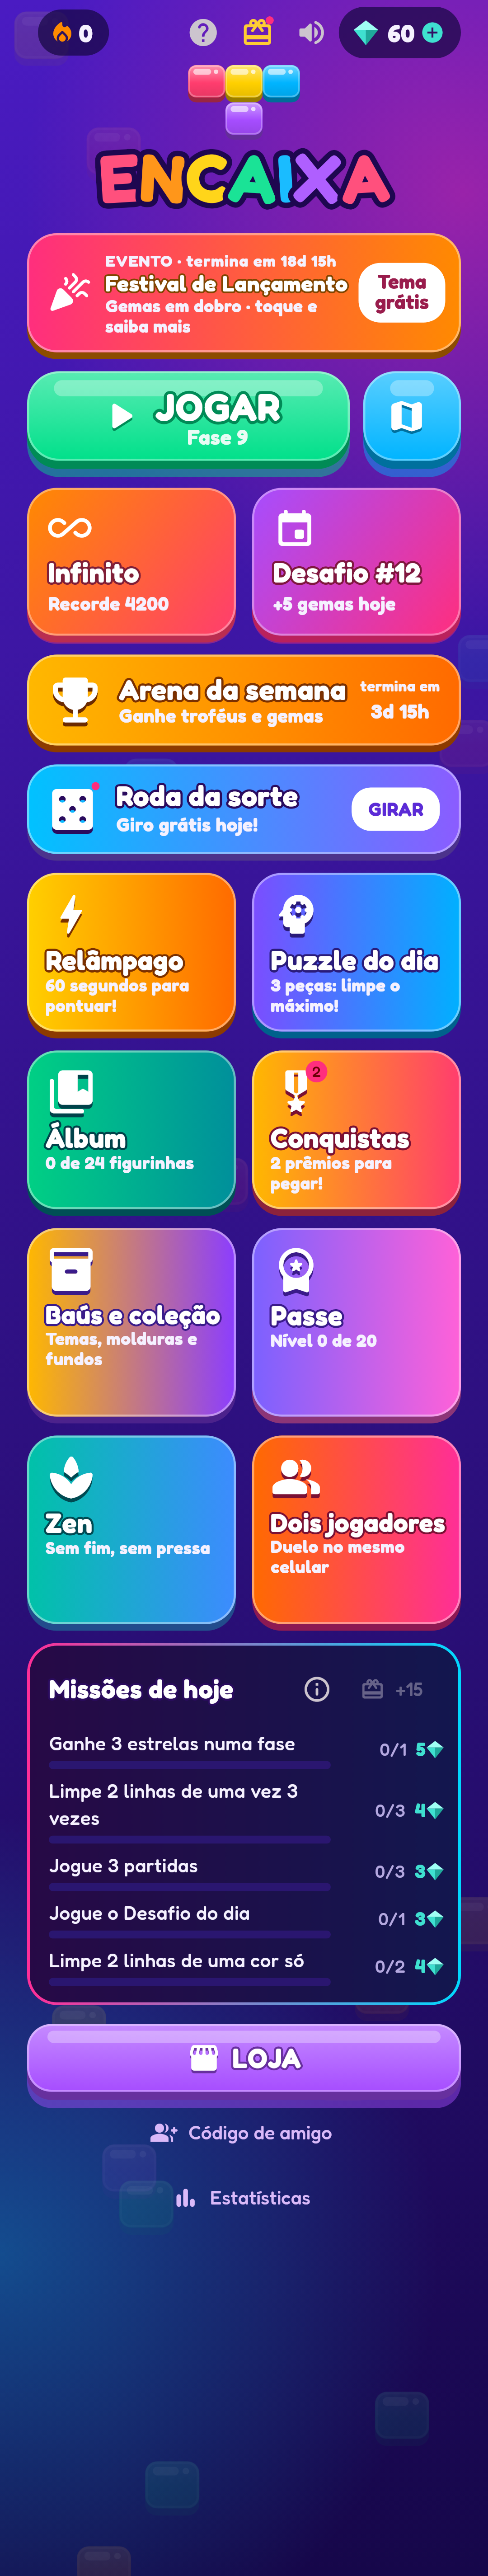 0
60
ENCAIXA
EVENTO · termina em 18d 15h
Festival de Lançamento
Gemas em dobro · toque e
saiba mais
Tema
grátis
JOGAR
Fase 9
Infinito
Recorde 4200
Desafio #12
+5 gemas hoje
Arena da semana
Ganhe troféus e gemas
termina em
3d 15h
Roda da sorte
Giro grátis hoje!
GIRAR
Relâmpago
60 segundos para
pontuar!
Puzzle do dia
3 peças: limpe o
máximo!
Álbum
0 de 24 figurinhas
2
Conquistas
2 prêmios para
pegar!
Baús e coleção
Temas, molduras e
fundos
Passe
Nível 0 de 20
Zen
Sem fim, sem pressa
Dois jogadores
Duelo no mesmo
celular
Missões de hoje
+15
Ganhe 3 estrelas numa fase
0/1 5
Limpe 2 linhas de uma vez 3
vezes
0/3 4
Jogue 3 partidas
0/3 3
Jogue o Desafio do dia
0/1 3
Limpe 2 linhas de uma cor só
0/2 4
LOJA
Código de amigo
Estatísticas